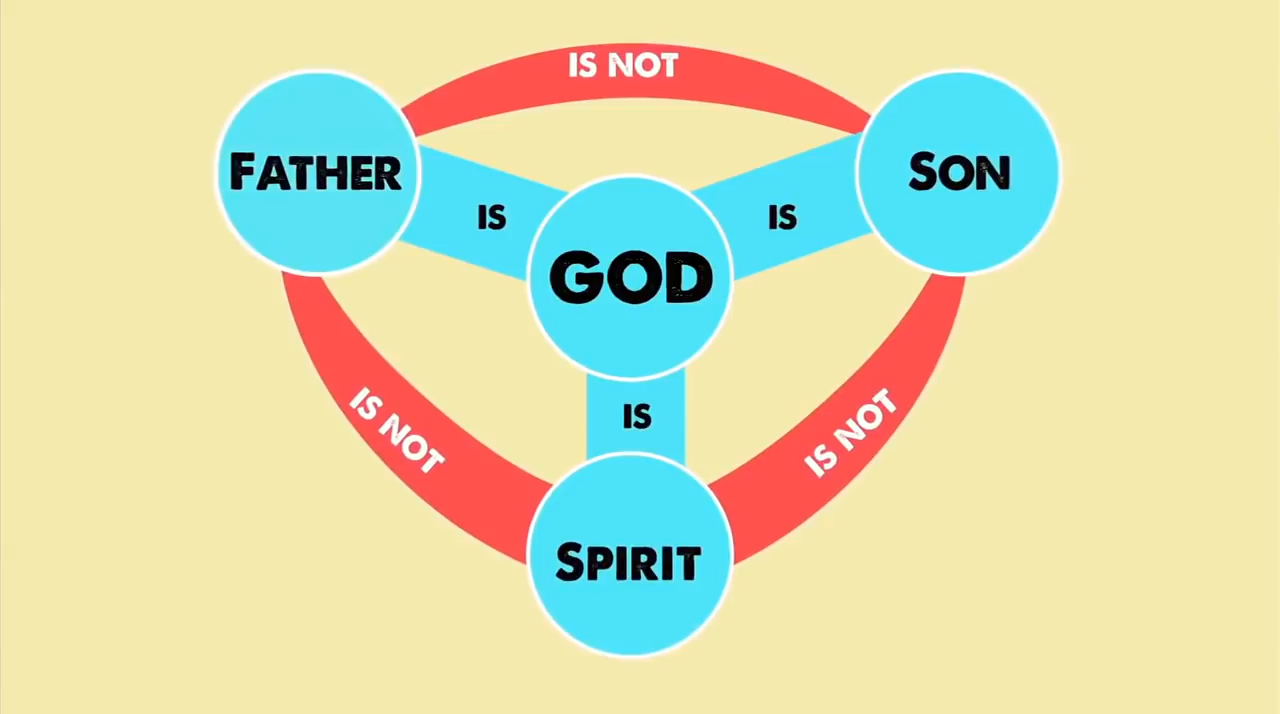 IS NOT
FATHER
SON
IS
IS
GOD
IS
IS NOT
IS NOT
SPIRIT